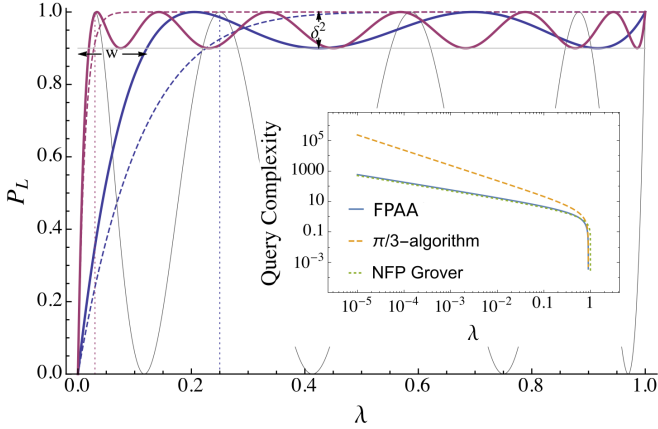 1.0
δ²
w
0.8
0.6
P_L
0.4
0.2
0.0
0.0 0.2 0.4 0.6 0.8 1.0
λ
Query Complexity
10⁵
1000
10
0.1
10⁻³
FPAA
π/3−algorithm
NFP Grover
10⁻⁵ 10⁻⁴ 10⁻³ 10⁻² 0.1 1
λ